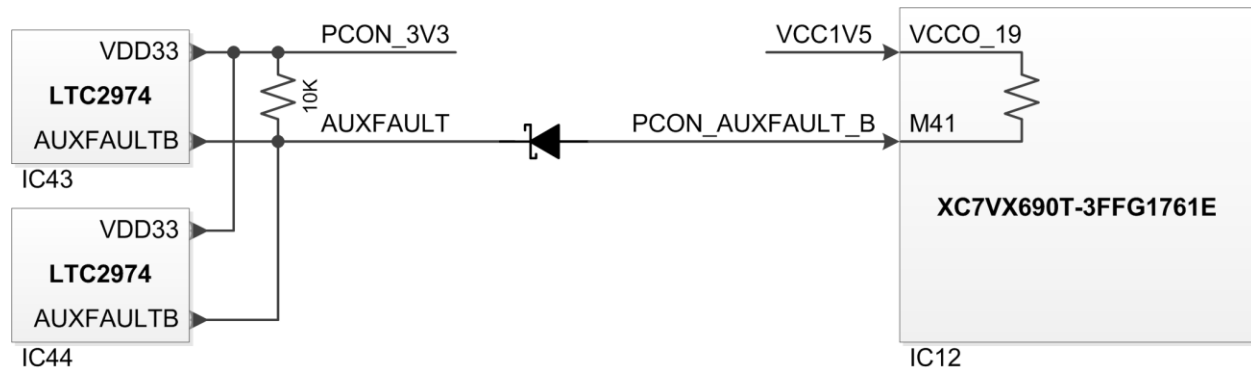 PCON_3V3
VCC1V5
VCCO_19
VDD33
LTC2974
10K
AUXFAULTB
AUXFAULT
PCON_AUXFAULT_B
M41
IC43
XC7VX690T-3FFG1761E
VDD33
LTC2974
AUXFAULTB
IC44
IC12